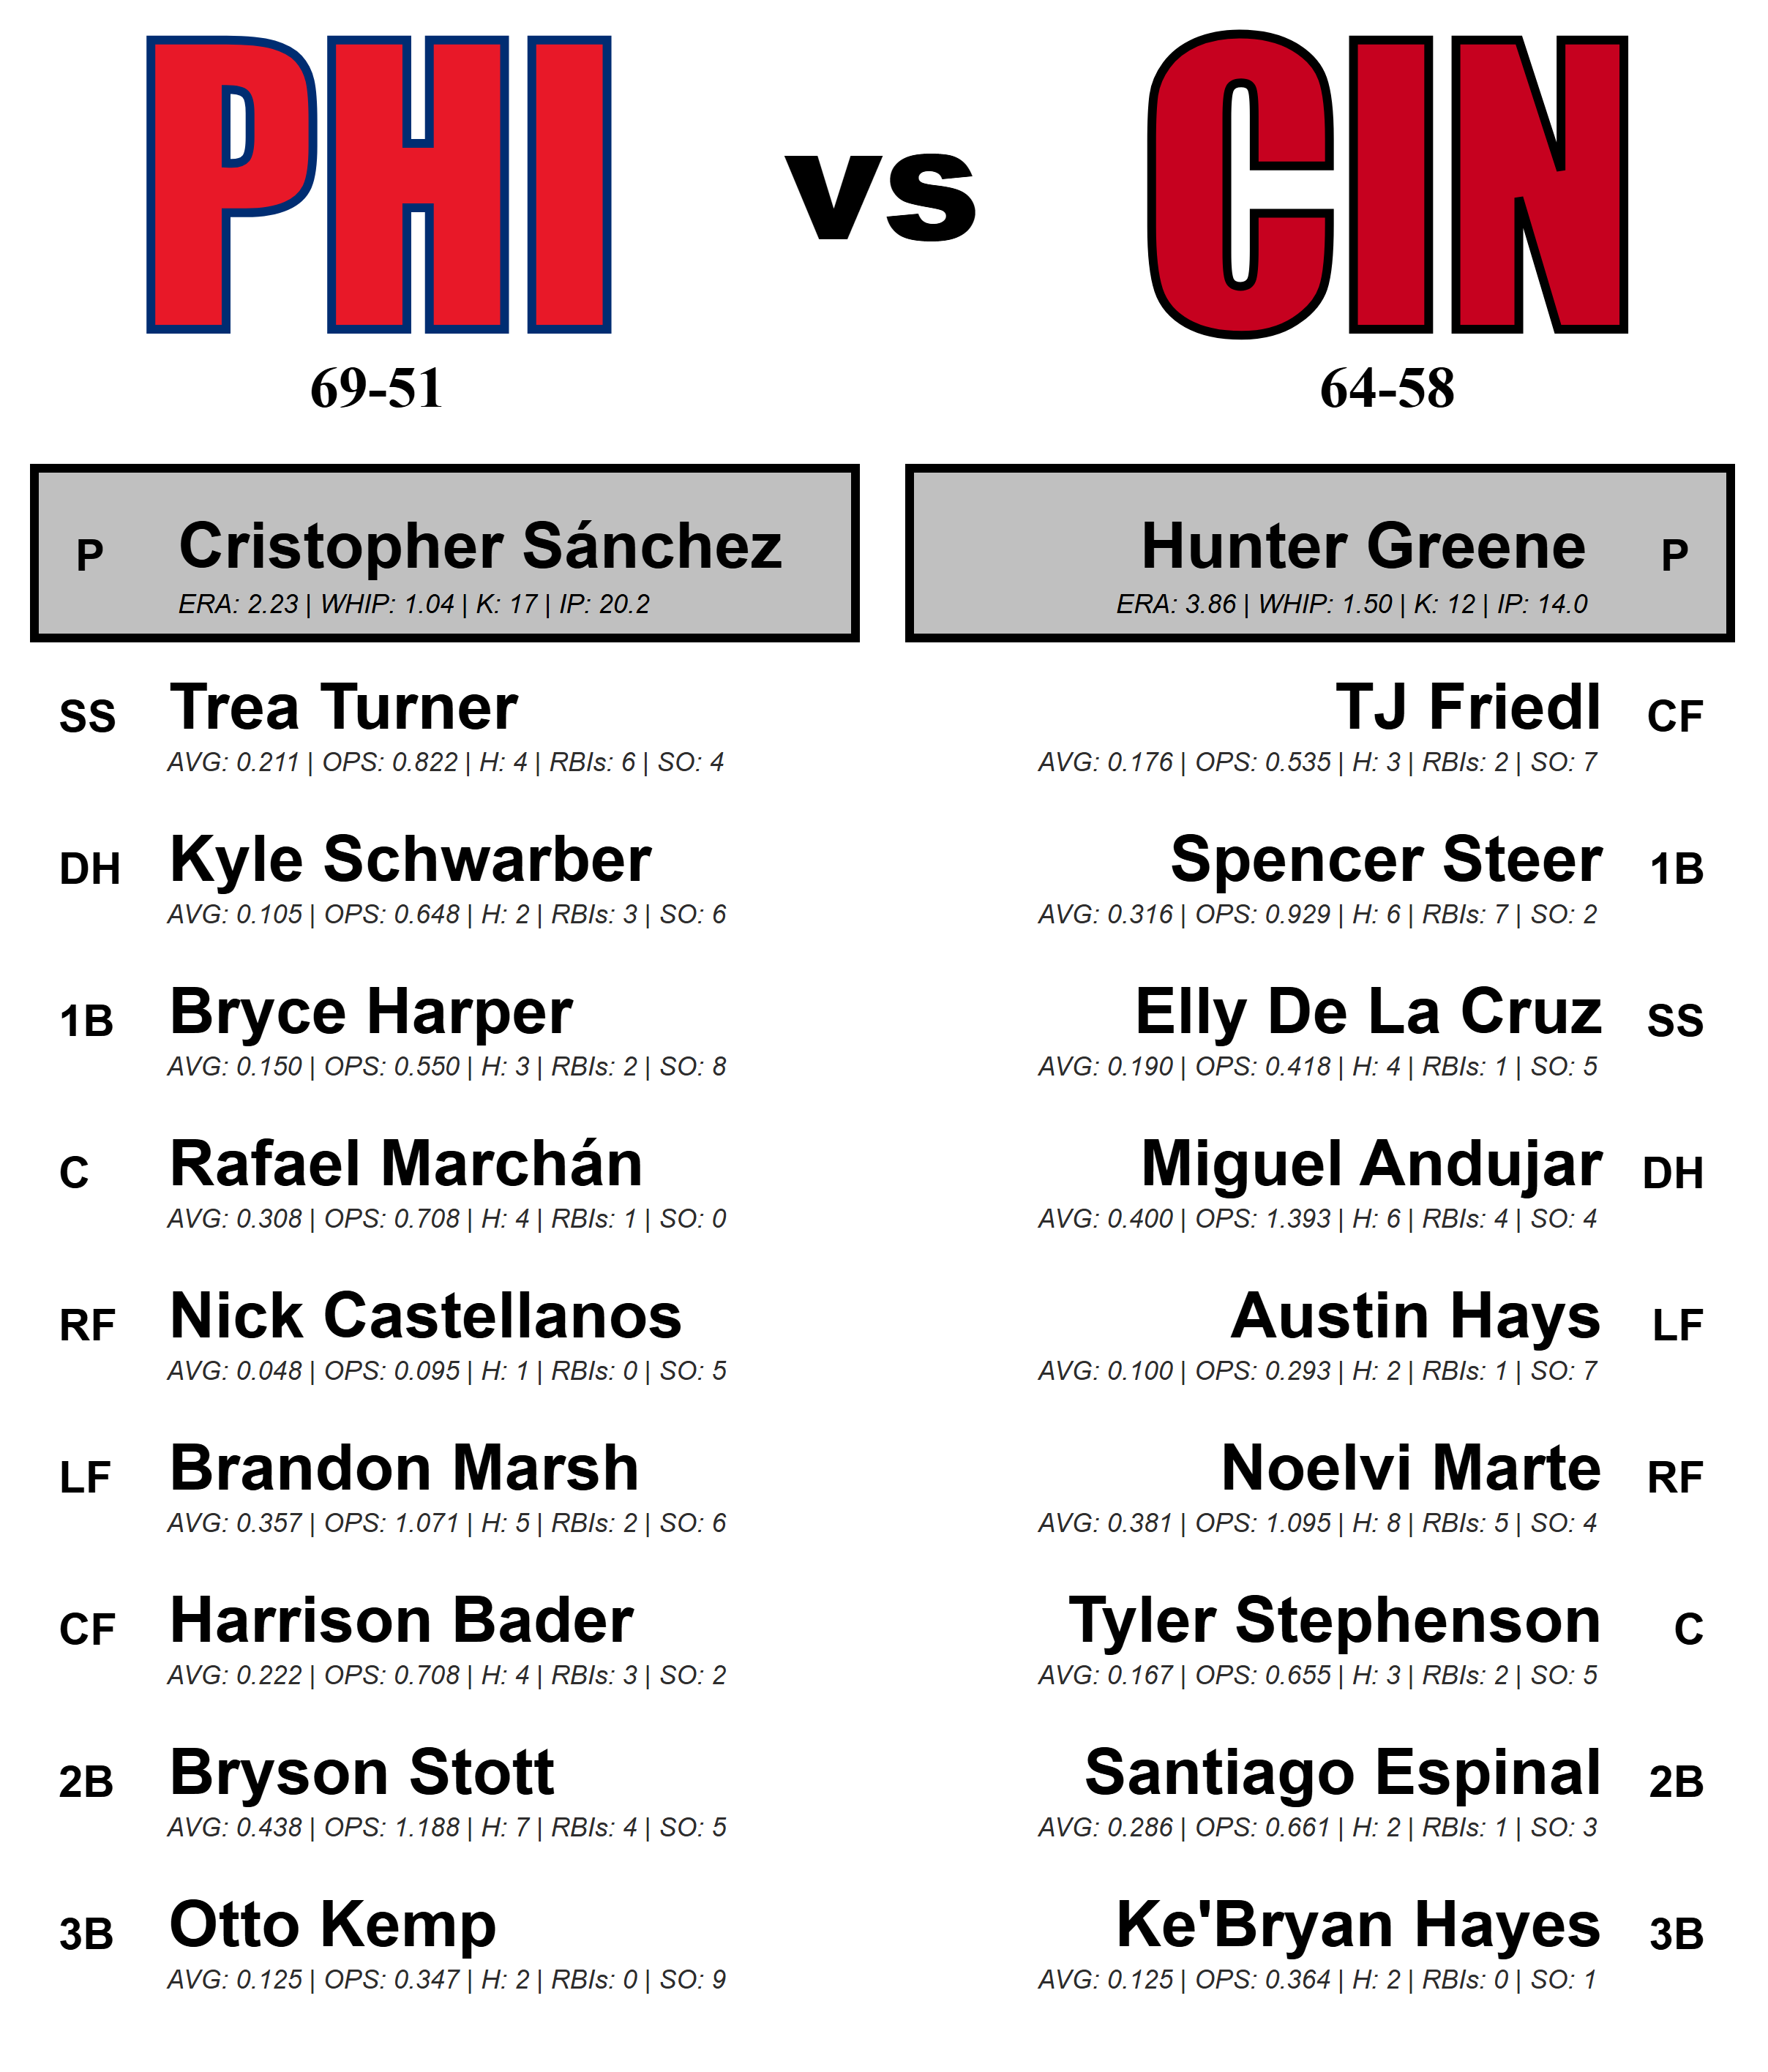 PHI vs CIN
69-51
64-58
P Cristopher Sánchez
ERA: 2.23 | WHIP: 1.04 | K: 17 | IP: 20.2
Hunter Greene P
ERA: 3.86 | WHIP: 1.50 | K: 12 | IP: 14.0
SS Trea Turner
AVG: 0.211 | OPS: 0.822 | H: 4 | RBIs: 6 | SO: 4
DH Kyle Schwarber
AVG: 0.105 | OPS: 0.648 | H: 2 | RBIs: 3 | SO: 6
1B Bryce Harper
AVG: 0.150 | OPS: 0.550 | H: 3 | RBIs: 2 | SO: 8
C Rafael Marchán
AVG: 0.308 | OPS: 0.708 | H: 4 | RBIs: 1 | SO: 0
RF Nick Castellanos
AVG: 0.048 | OPS: 0.095 | H: 1 | RBIs: 0 | SO: 5
LF Brandon Marsh
AVG: 0.357 | OPS: 1.071 | H: 5 | RBIs: 2 | SO: 6
CF Harrison Bader
AVG: 0.222 | OPS: 0.708 | H: 4 | RBIs: 3 | SO: 2
2B Bryson Stott
AVG: 0.438 | OPS: 1.188 | H: 7 | RBIs: 4 | SO: 5
3B Otto Kemp
AVG: 0.125 | OPS: 0.347 | H: 2 | RBIs: 0 | SO: 9
TJ Friedl CF
AVG: 0.176 | OPS: 0.535 | H: 3 | RBIs: 2 | SO: 7
Spencer Steer 1B
AVG: 0.316 | OPS: 0.929 | H: 6 | RBIs: 7 | SO: 2
Elly De La Cruz SS
AVG: 0.190 | OPS: 0.418 | H: 4 | RBIs: 1 | SO: 5
Miguel Andujar DH
AVG: 0.400 | OPS: 1.393 | H: 6 | RBIs: 4 | SO: 4
Austin Hays LF
AVG: 0.100 | OPS: 0.293 | H: 2 | RBIs: 1 | SO: 7
Noelvi Marte RF
AVG: 0.381 | OPS: 1.095 | H: 8 | RBIs: 5 | SO: 4
Tyler Stephenson C
AVG: 0.167 | OPS: 0.655 | H: 3 | RBIs: 2 | SO: 5
Santiago Espinal 2B
AVG: 0.286 | OPS: 0.661 | H: 2 | RBIs: 1 | SO: 3
Ke'Bryan Hayes 3B
AVG: 0.125 | OPS: 0.364 | H: 2 | RBIs: 0 | SO: 1